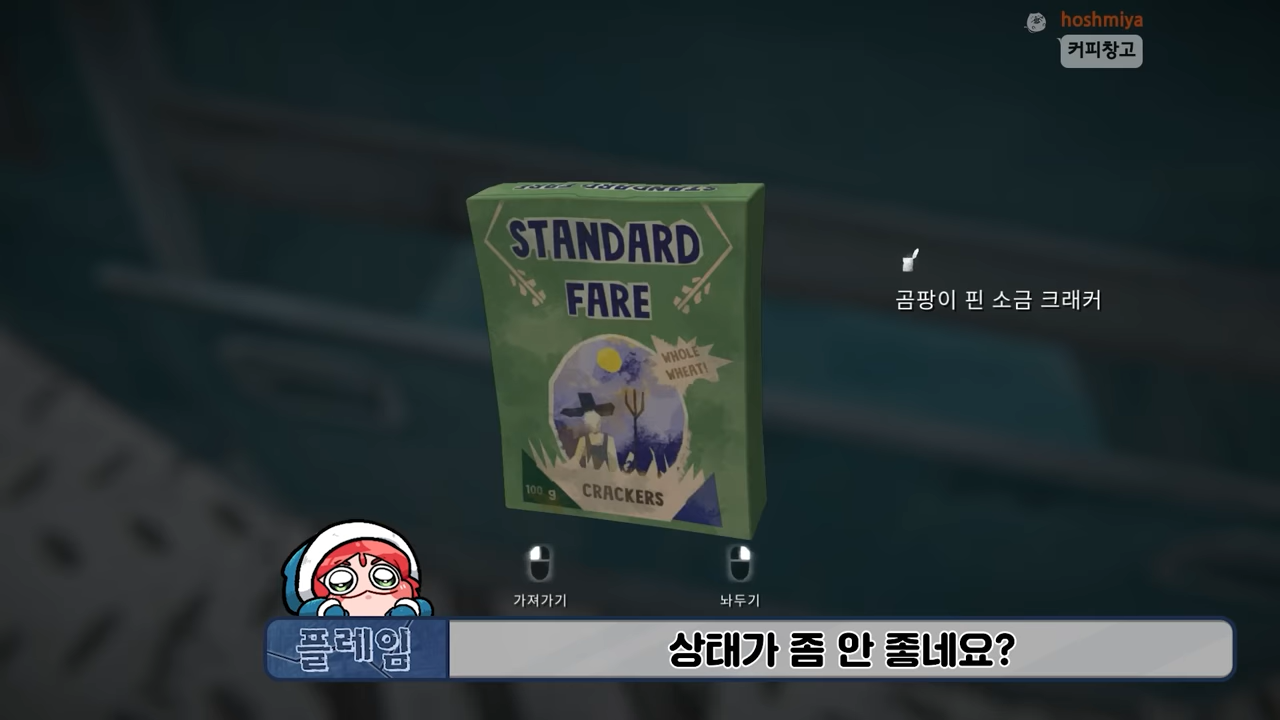 hoshmiya
커피창고
STANDARD FARE
STANDARD
FARE
WHOLE
WHEAT!
100 g
CRACKERS
곰팡이 핀 소금 크래커
가져가기
놔두기
플레임
상태가 좀 안 좋네요?